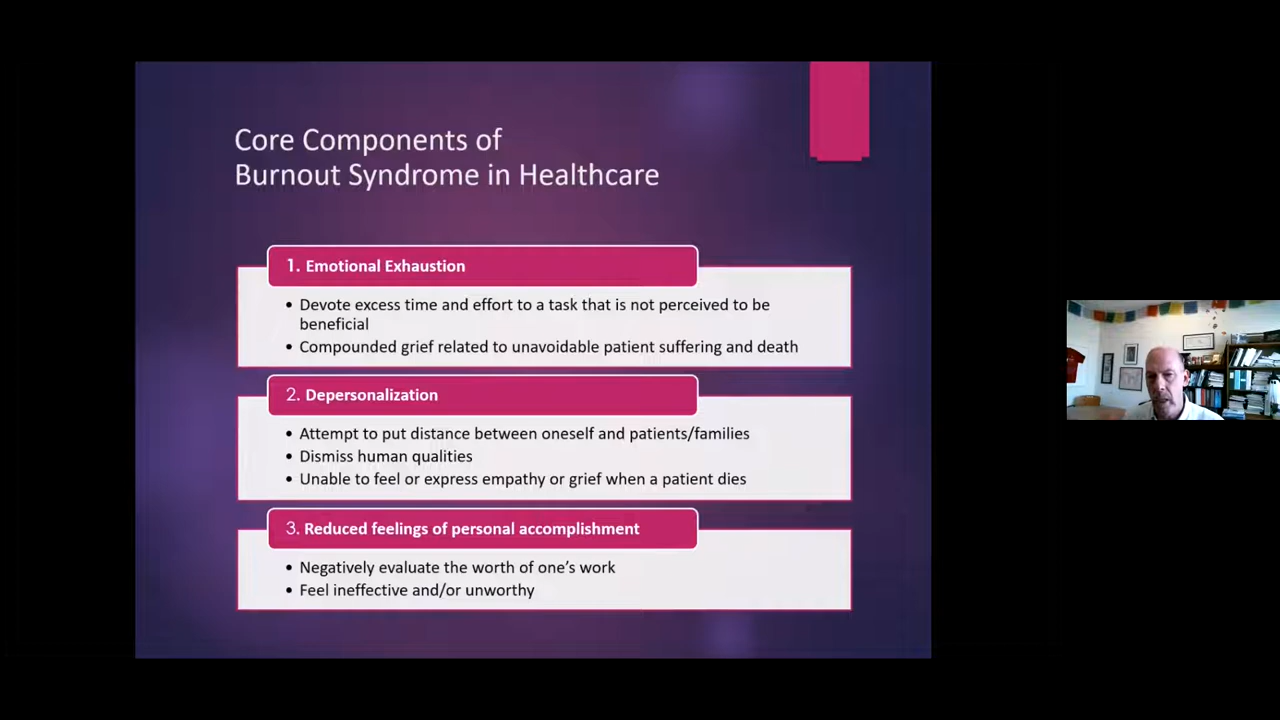 Core Components of
Burnout Syndrome in Healthcare
1. Emotional Exhaustion
• Devote excess time and effort to a task that is not perceived to be
beneficial
• Compounded grief related to unavoidable patient suffering and death
2. Depersonalization
• Attempt to put distance between oneself and patients/families
• Dismiss human qualities
• Unable to feel or express empathy or grief when a patient dies
3. Reduced feelings of personal accomplishment
• Negatively evaluate the worth of one’s work
• Feel ineffective and/or unworthy